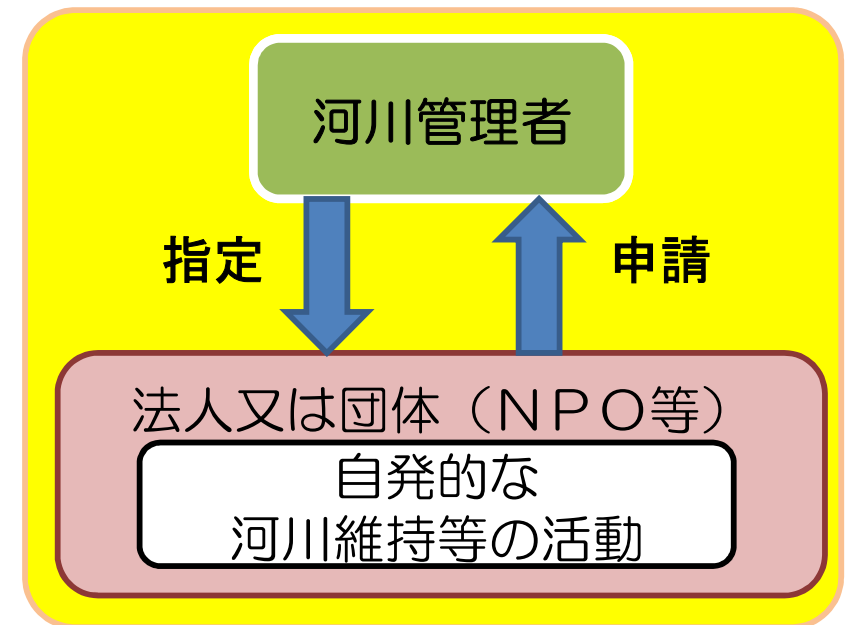 河川管理者
指定
申請
法人又は団体（ＮＰＯ等）
自発的な
河川維持等の活動